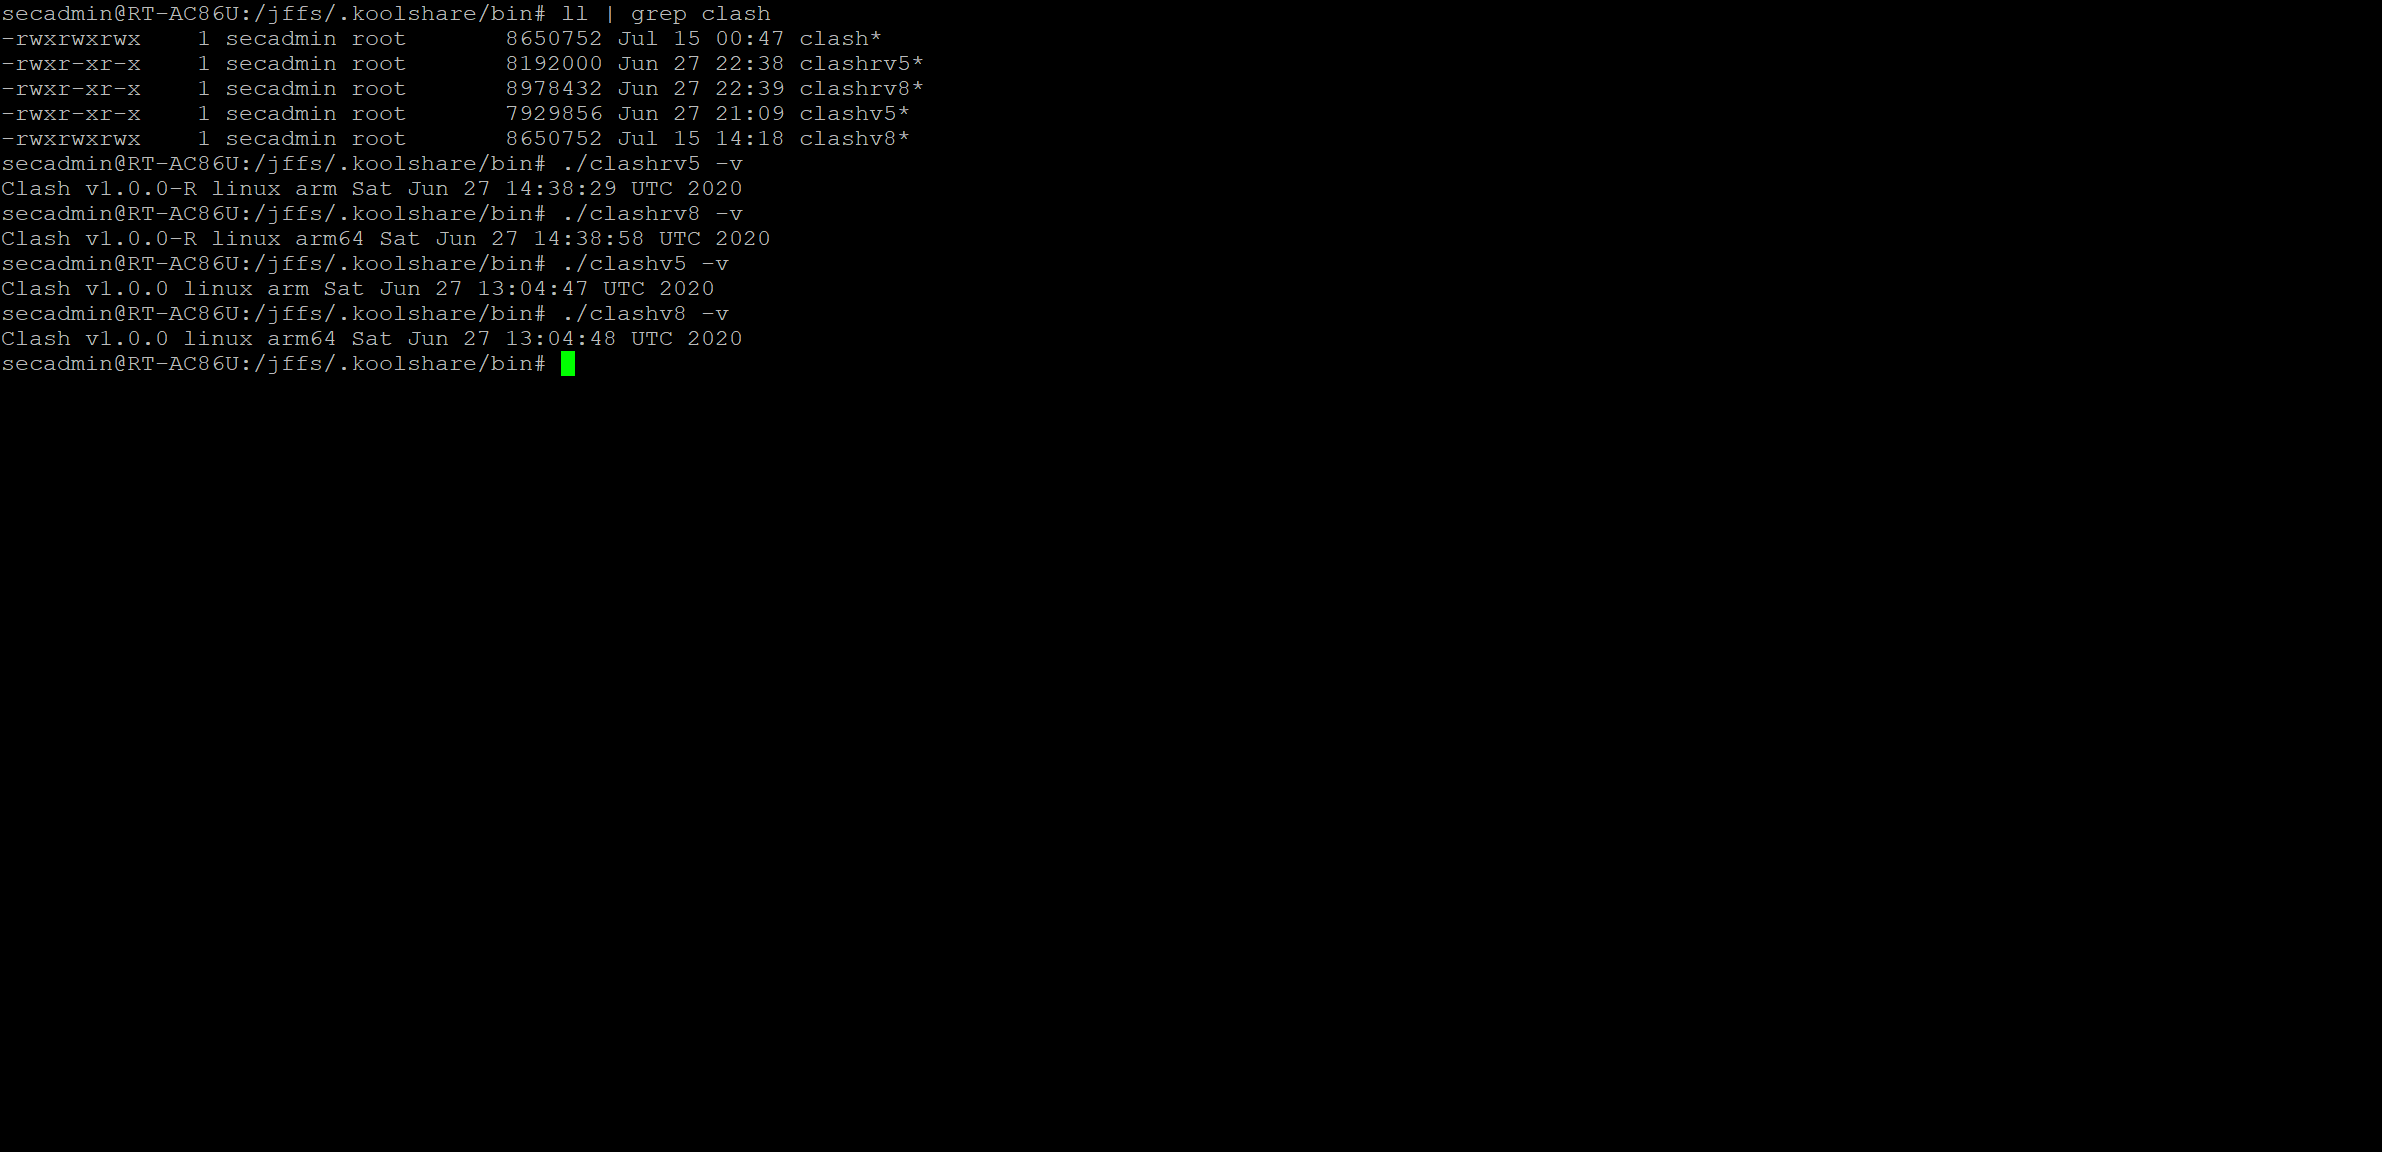 secadmin@RT-AC86U:/jffs/.koolshare/bin# ll | grep clash
-rwxrwxrwx    1 secadmin root       8650752 Jul 15 00:47 clash*
-rwxr-xr-x    1 secadmin root       8192000 Jun 27 22:38 clashrv5*
-rwxr-xr-x    1 secadmin root       8978432 Jun 27 22:39 clashrv8*
-rwxr-xr-x    1 secadmin root       7929856 Jun 27 21:09 clashv5*
-rwxrwxrwx    1 secadmin root       8650752 Jul 15 14:18 clashv8*
secadmin@RT-AC86U:/jffs/.koolshare/bin# ./clashrv5 -v
Clash v1.0.0-R linux arm Sat Jun 27 14:38:29 UTC 2020
secadmin@RT-AC86U:/jffs/.koolshare/bin# ./clashrv8 -v
Clash v1.0.0-R linux arm64 Sat Jun 27 14:38:58 UTC 2020
secadmin@RT-AC86U:/jffs/.koolshare/bin# ./clashv5 -v
Clash v1.0.0 linux arm Sat Jun 27 13:04:47 UTC 2020
secadmin@RT-AC86U:/jffs/.koolshare/bin# ./clashv8 -v
Clash v1.0.0 linux arm64 Sat Jun 27 13:04:48 UTC 2020
secadmin@RT-AC86U:/jffs/.koolshare/bin#